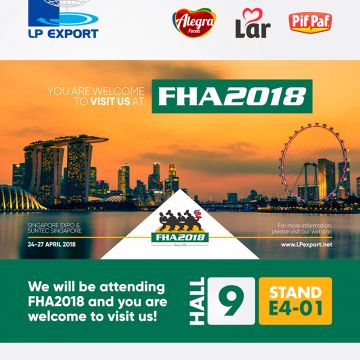 LP EXPORT
Alegra
Foods
Lar
PIF PAF
YOU ARE WELCOME
TO VISIT US AT
FHA2018
SINGAPORE EXPO &
SUNTEC SINGAPORE
24-27 APRIL 2018
FHA2018
For more information,
please visit our website:
www.LPexport.net
We will be attending
FHA2018 and you are
welcome to visit us!
HALL
9
STAND
E4-01